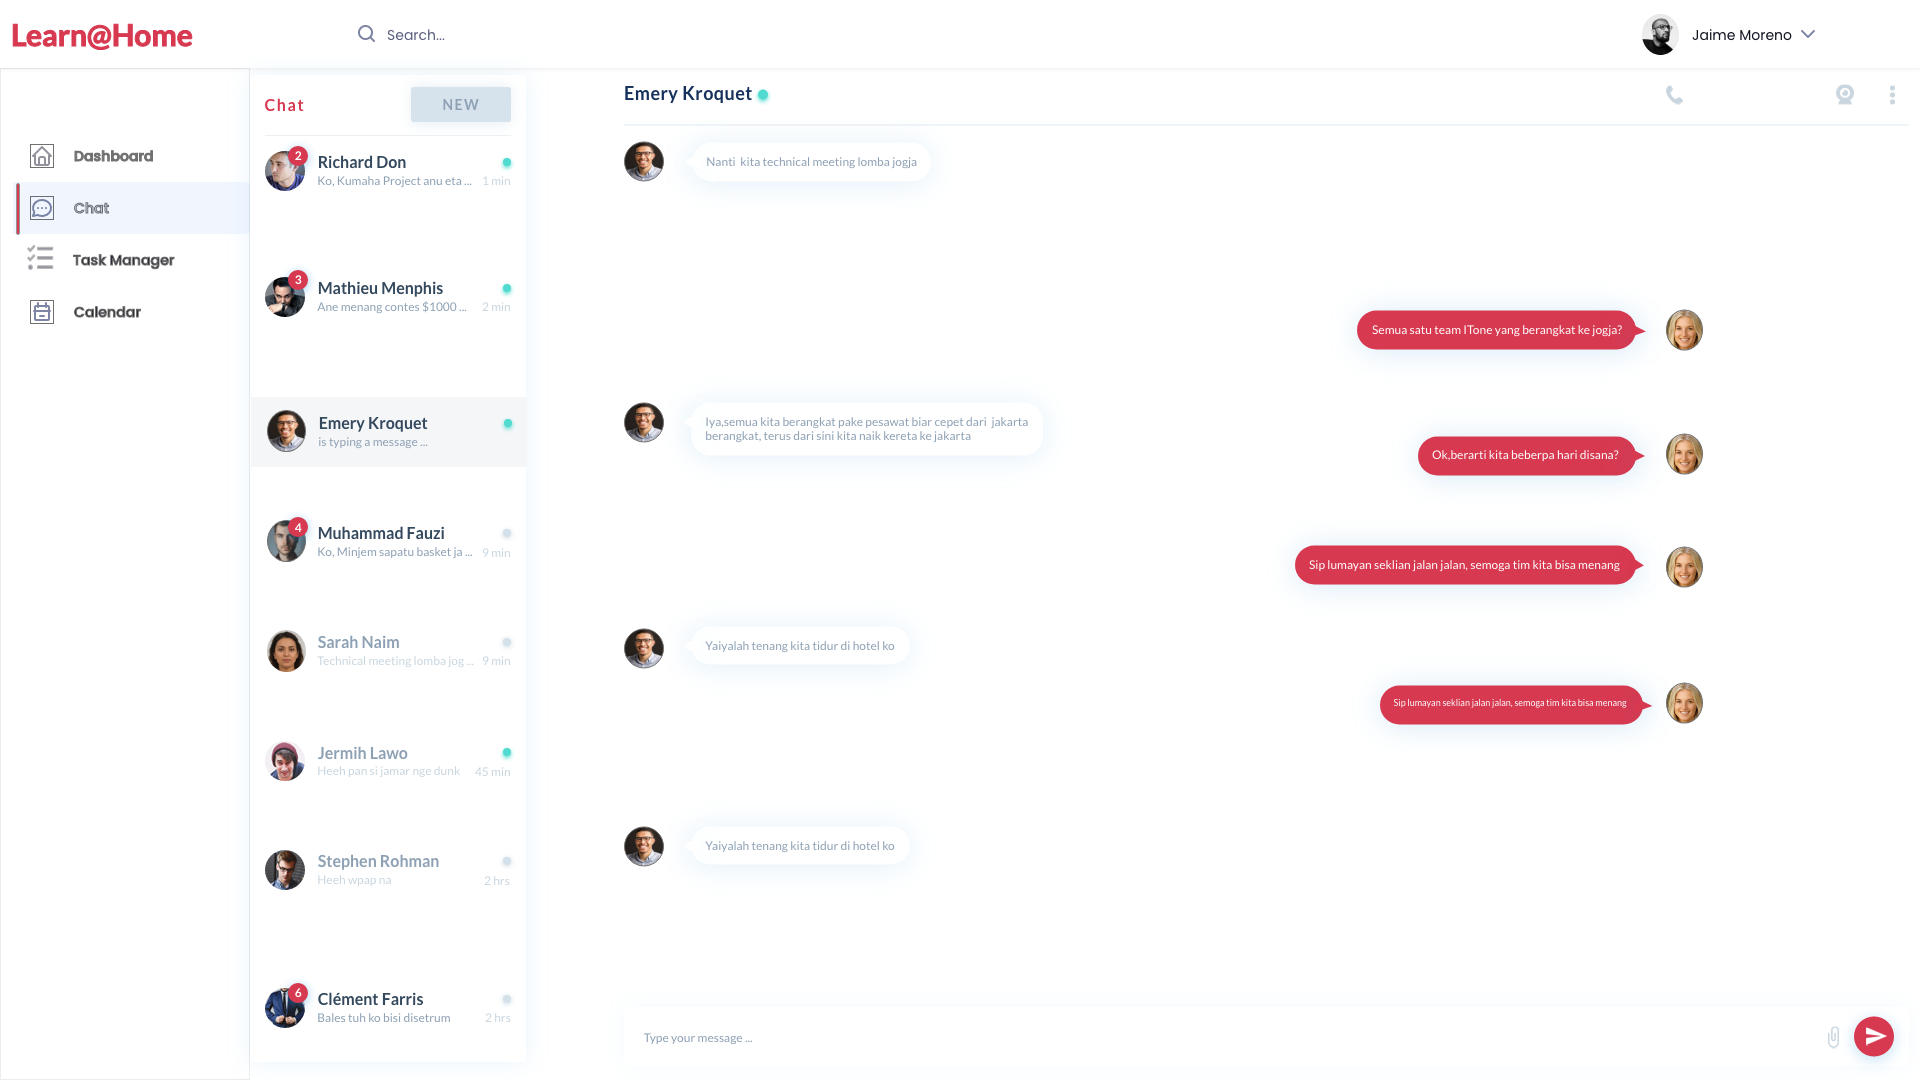 Learn@Home
Search...
Jaime Moreno
Dashboard
Chat
Task Manager
Calendar
Chat
NEW
2
Richard Don
Ko, Kumaha Project anu eta ...
1 min
3
Mathieu Menphis
Ane menang contes $1000 ...
2 min
Emery Kroquet
is typing a message ...
4
Muhammad Fauzi
Ko, Minjem sapatu basket ja ...
9 min
Sarah Naim
Technical meeting lomba jog ...
9 min
Jermih Lawo
Heeh pan si jamar nge dunk
45 min
Stephen Rohman
Heeh wpap na
2 hrs
6
Clément Farris
Bales tuh ko bisi disetrum
2 hrs
Emery Kroquet
Nanti kita technical meeting lomba jogja
Semua satu team ITone yang berangkat ke jogja?
Iya,semua kita berangkat pake pesawat biar cepet dari jakarta
berangkat, terus dari sini kita naik kereta ke jakarta
Ok,berarti kita beberpa hari disana?
Sip lumayan seklian jalan jalan, semoga tim kita bisa menang
Yaiyalah tenang kita tidur di hotel ko
Sip lumayan seklian jalan jalan, semoga tim kita bisa menang
Yaiyalah tenang kita tidur di hotel ko
Type your message ...